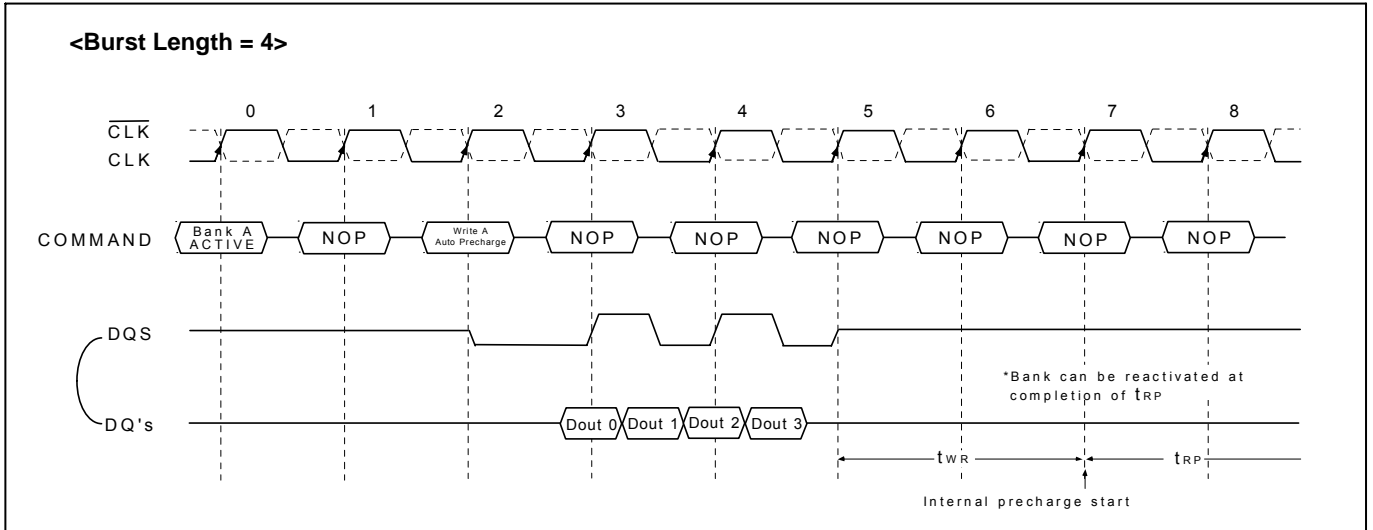 <Burst Length = 4>
0 1 2 3 4 5 6 7 8
CLK
CLK
COMMAND
Bank A
ACTIVE
NOP
Write A
Auto Precharge
NOP
NOP
NOP
NOP
NOP
NOP
DQS
*Bank can be reactivated at
completion of tRP
DQ's
Dout 0 Dout 1 Dout 2 Dout 3
tWR
tRP
Internal precharge start